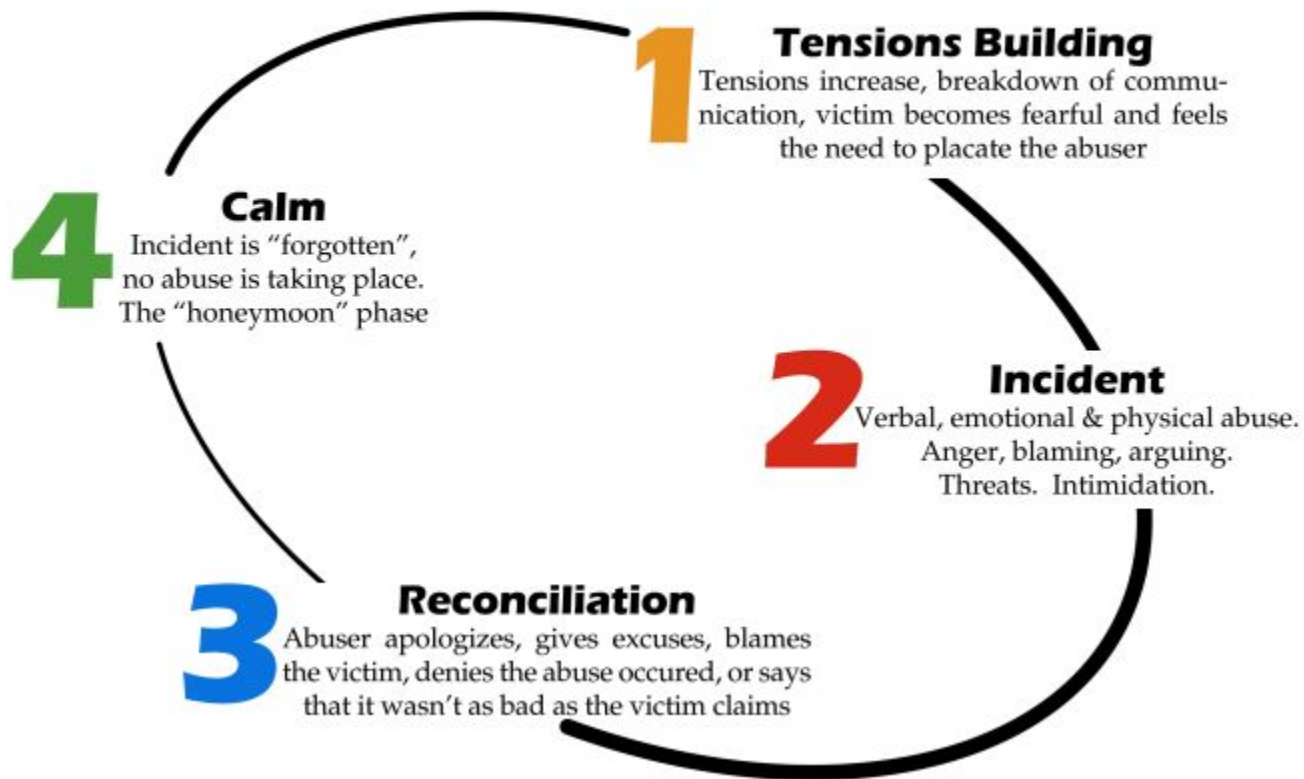 1
Tensions Building
Tensions increase, breakdown of commu-
nication, victim becomes fearful and feels
the need to placate the abuser
2
Incident
Verbal, emotional & physical abuse.
Anger, blaming, arguing.
Threats. Intimidation.
3
Reconciliation
Abuser apologizes, gives excuses, blames
the victim, denies the abuse occured, or says
that it wasn’t as bad as the victim claims
4
Calm
Incident is “forgotten”,
no abuse is taking place.
The “honeymoon” phase